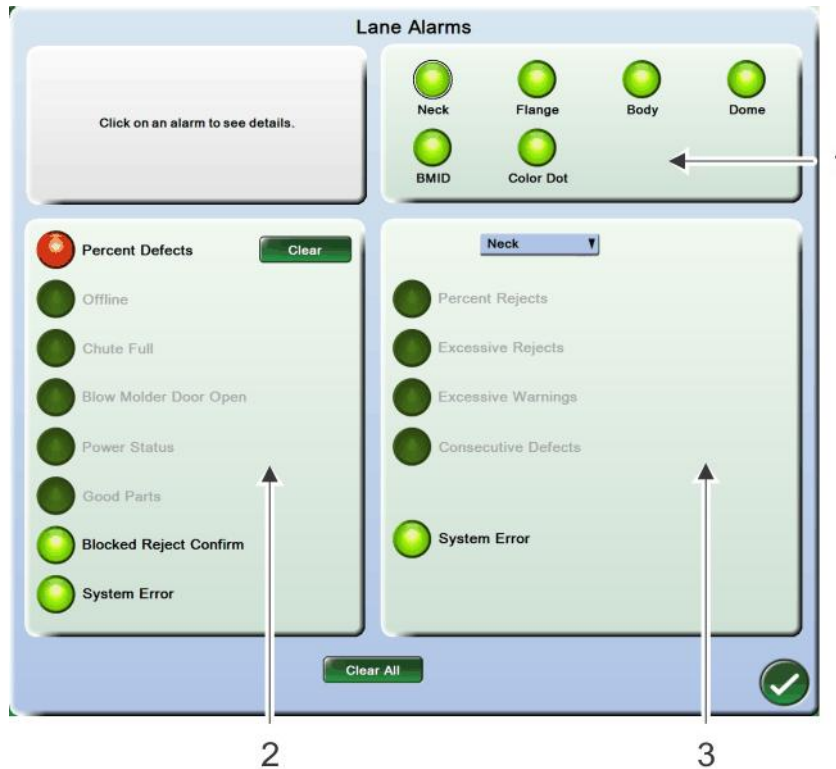 Lane Alarms
Click on an alarm to see details.
Neck Flange Body Dome
BMID Color Dot
Percent Defects Clear
Offline
Chute Full
Blow Molder Door Open
Power Status
Good Parts
Blocked Reject Confirm
System Error
Neck
Percent Rejects
Excessive Rejects
Excessive Warnings
Consecutive Defects
System Error
Clear All
2 3